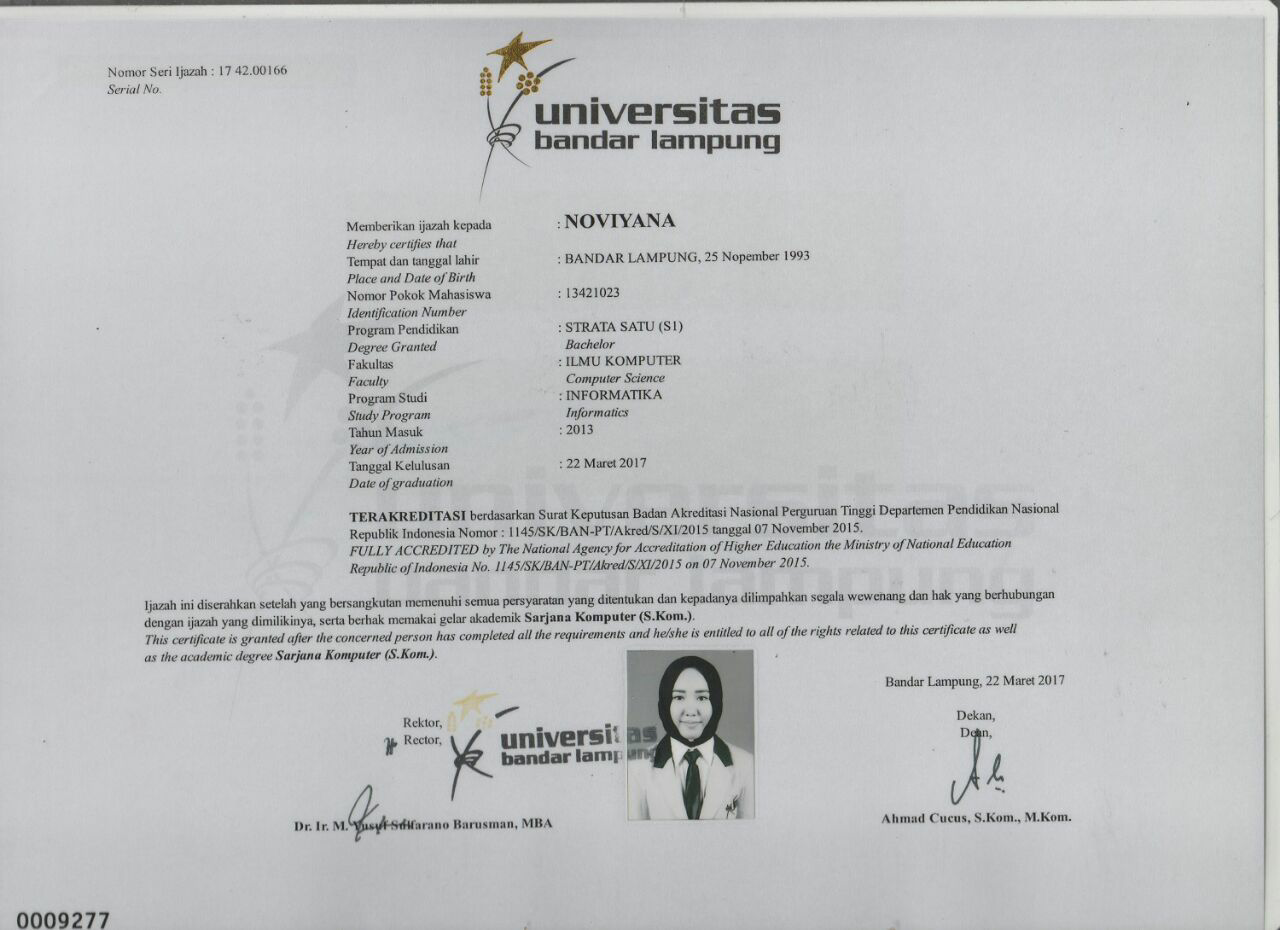 Nomor Seri Ijazah : 17 42.00166
Serial No.
universitas
bandar lampung
Memberikan ijazah kepada : NOVIYANA
Hereby certifies that
Tempat dan tanggal lahir : BANDAR LAMPUNG, 25 Nopember 1993
Place and Date of Birth
Nomor Pokok Mahasiswa : 13421023
Identification Number
Program Pendidikan : STRATA SATU (S1)
Degree Granted Bachelor
Fakultas : ILMU KOMPUTER
Faculty Computer Science
Program Studi : INFORMATIKA
Study Program Informatics
Tahun Masuk : 2013
Year of Admission
Tanggal Kelulusan : 22 Maret 2017
Date of graduation
TERAKREDITASI berdasarkan Surat Keputusan Badan Akreditasi Nasional Perguruan Tinggi Departemen Pendidikan Nasional
Republik Indonesia Nomor : 1145/SK/BAN-PT/Akred/S/XI/2015 tanggal 07 November 2015.
FULLY ACCREDITED by The National Agency for Accreditation of Higher Education the Ministry of National Education
Republic of Indonesia No. 1145/SK/BAN-PT/Akred/S/XI/2015 on 07 November 2015.
Ijazah ini diserahkan setelah yang bersangkutan memenuhi semua persyaratan yang ditentukan dan kepadanya dilimpahkan segala wewenang dan hak yang berhubungan
dengan ijazah yang dimilikinya, serta berhak memakai gelar akademik Sarjana Komputer (S.Kom.).
This certificate is granted after the concerned person has completed all the requirements and he/she is entitled to all of the rights related to this certificate as well
as the academic degree Sarjana Komputer (S.Kom.).
Bandar Lampung, 22 Maret 2017
Rektor,
Rector,
universitas
bandar lampung
Dekan,
Dean,
Dr. Ir. M. Yusuf Sulfarano Barusman, MBA
Ahmad Cucus, S.Kom., M.Kom.
0009277